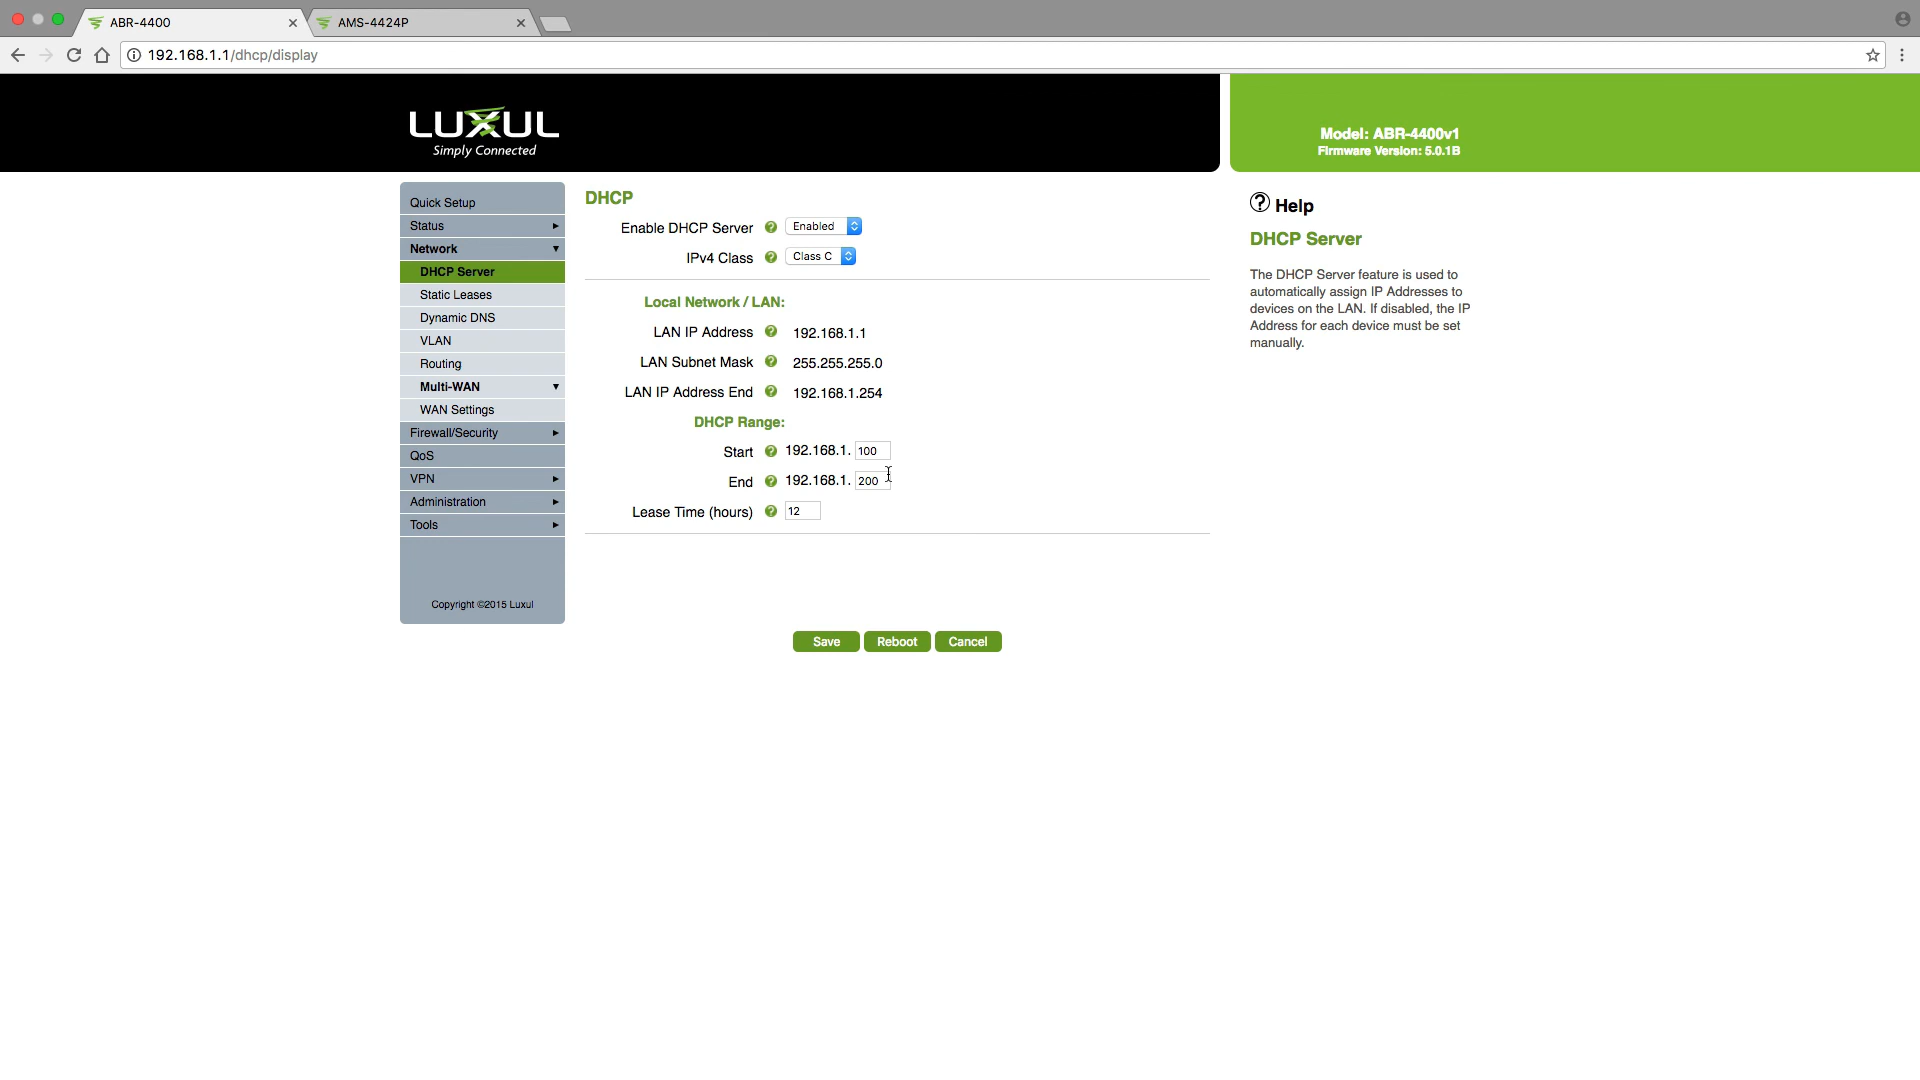 ABR-4400
AMS-4424P
192.168.1.1/dhcp/display
LUXUL
Simply Connected
Model: ABR-4400v1
Firmware Version: 5.0.1B
Quick Setup
Status
Network
DHCP Server
Static Leases
Dynamic DNS
VLAN
Routing
Multi-WAN
WAN Settings
Firewall/Security
QoS
VPN
Administration
Tools
Copyright ©2015 Luxul
DHCP
Enable DHCP Server ? Enabled
IPv4 Class ? Class C
Local Network / LAN:
LAN IP Address ? 192.168.1.1
LAN Subnet Mask ? 255.255.255.0
LAN IP Address End ? 192.168.1.254
DHCP Range:
Start ? 192.168.1. 100
End ? 192.168.1. 200
Lease Time (hours) ? 12
Save Reboot Cancel
? Help
DHCP Server
The DHCP Server feature is used to
automatically assign IP Addresses to
devices on the LAN. If disabled, the IP
Address for each device must be set
manually.